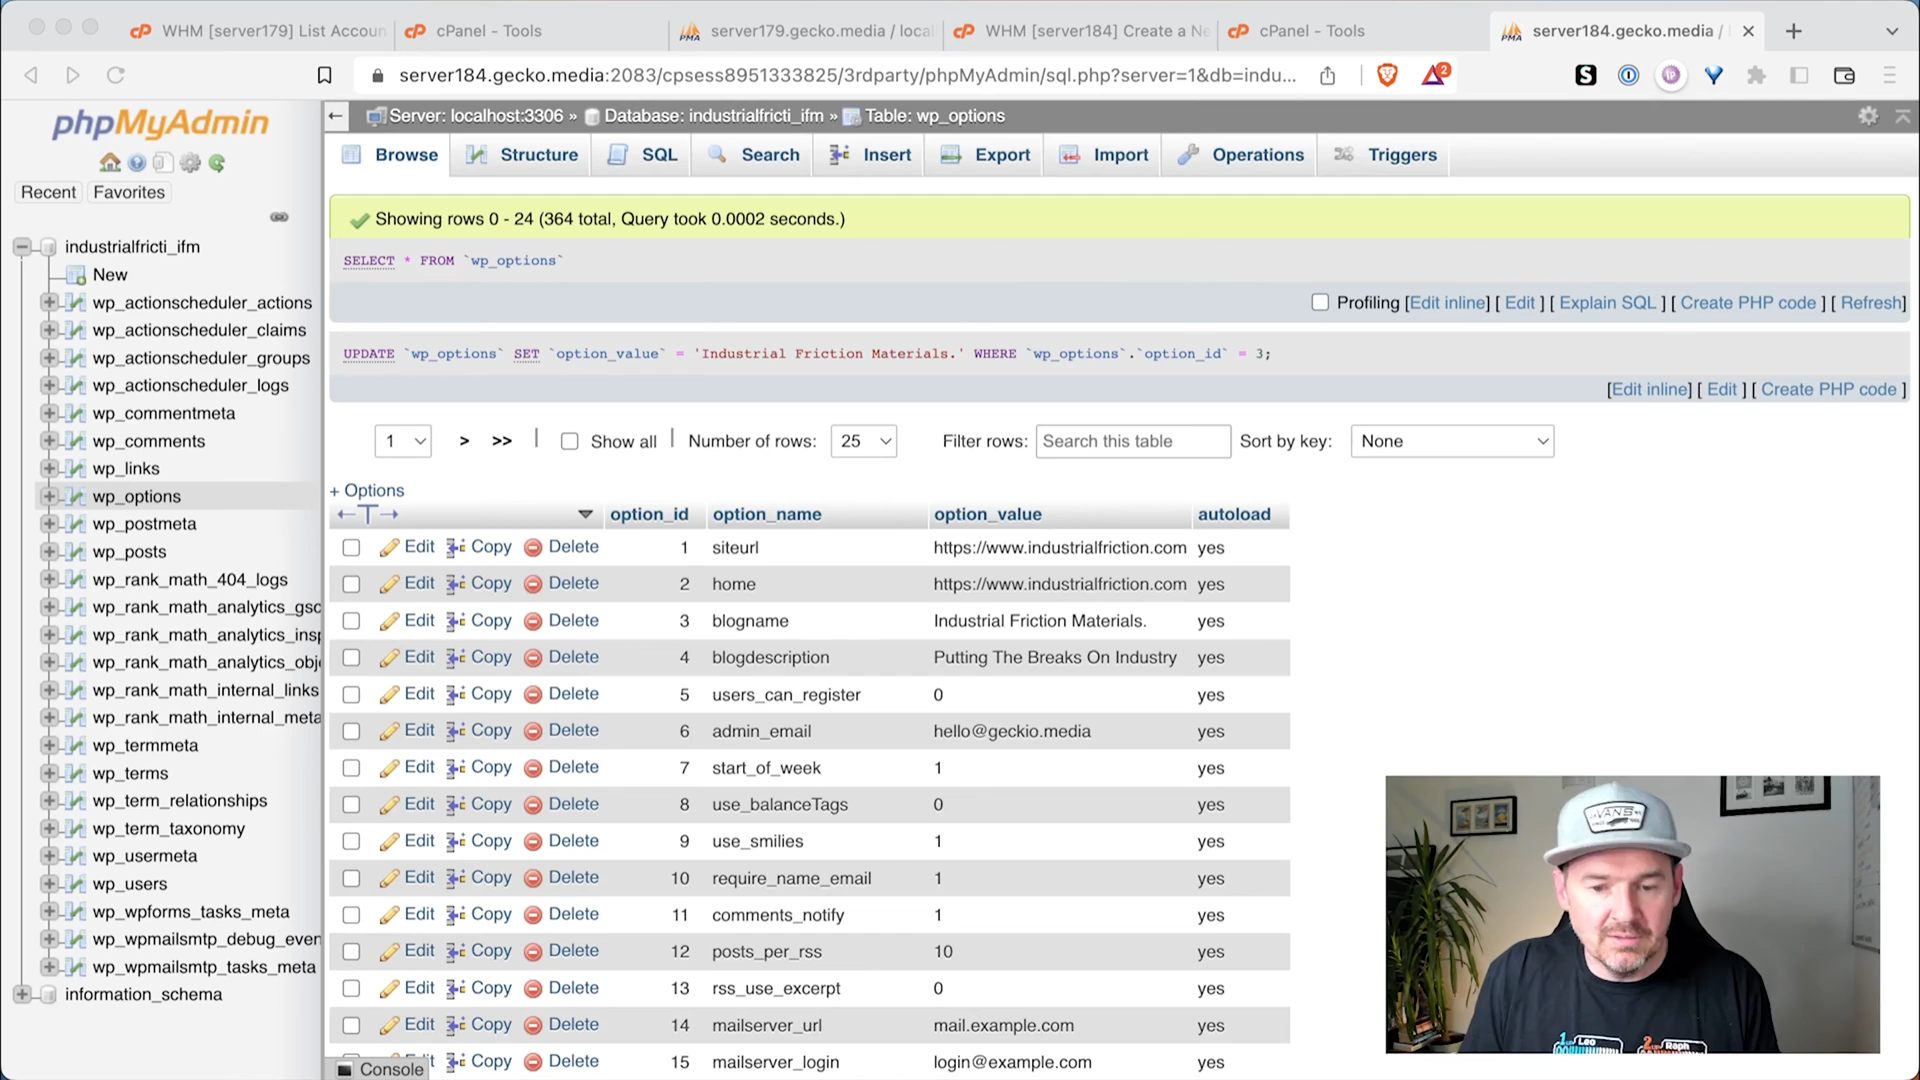 WHM [server179] List Accoun
cPanel - Tools
PMA
server179.gecko.media / local
WHM [server184] Create a Ne
cPanel - Tools
PMA
server184.gecko.media /
server184.gecko.media:2083/cpsess8951333825/3rdparty/phpMyAdmin/sql.php?server=1&db=indu...
2
phpMyAdmin
Recent Favorites
industrialfricti_ifm
New
wp_actionscheduler_actions
wp_actionscheduler_claims
wp_actionscheduler_groups
wp_actionscheduler_logs
wp_commentmeta
wp_comments
wp_links
wp_options
wp_postmeta
wp_posts
wp_rank_math_404_logs
wp_rank_math_analytics_gsc
wp_rank_math_analytics_insp
wp_rank_math_analytics_obje
wp_rank_math_internal_links
wp_rank_math_internal_meta
wp_termmeta
wp_terms
wp_term_relationships
wp_term_taxonomy
wp_usermeta
wp_users
wp_wpforms_tasks_meta
wp_wpmailsmtp_debug_even
wp_wpmailsmtp_tasks_meta
information_schema
Server: localhost:3306 » Database: industrialfricti_ifm » Table: wp_options
Browse Structure SQL Search Insert Export Import Operations Triggers
Showing rows 0 - 24 (364 total, Query took 0.0002 seconds.)
SELECT * FROM `wp_options`
Profiling [Edit inline] [ Edit ] [ Explain SQL ] [ Create PHP code ] [ Refresh]
UPDATE `wp_options` SET `option_value` = 'Industrial Friction Materials.' WHERE `wp_options`.`option_id` = 3;
[Edit inline] [ Edit ] [ Create PHP code ]
1 > >> | Show all | Number of rows: 25 Filter rows: Search this table Sort by key: None
+ Options
option_id option_name option_value autoload
Edit Copy Delete 1 siteurl https://www.industrialfriction.com yes
Edit Copy Delete 2 home https://www.industrialfriction.com yes
Edit Copy Delete 3 blogname Industrial Friction Materials. yes
Edit Copy Delete 4 blogdescription Putting The Breaks On Industry yes
Edit Copy Delete 5 users_can_register 0 yes
Edit Copy Delete 6 admin_email hello@geckio.media yes
Edit Copy Delete 7 start_of_week 1 yes
Edit Copy Delete 8 use_balanceTags 0 yes
Edit Copy Delete 9 use_smilies 1 yes
Edit Copy Delete 10 require_name_email 1 yes
Edit Copy Delete 11 comments_notify 1 yes
Edit Copy Delete 12 posts_per_rss 10 yes
Edit Copy Delete 13 rss_use_excerpt 0 yes
Edit Copy Delete 14 mailserver_url mail.example.com yes
Copy Delete 15 mailserver_login login@example.com yes
Console
VANS
Leo
Raph